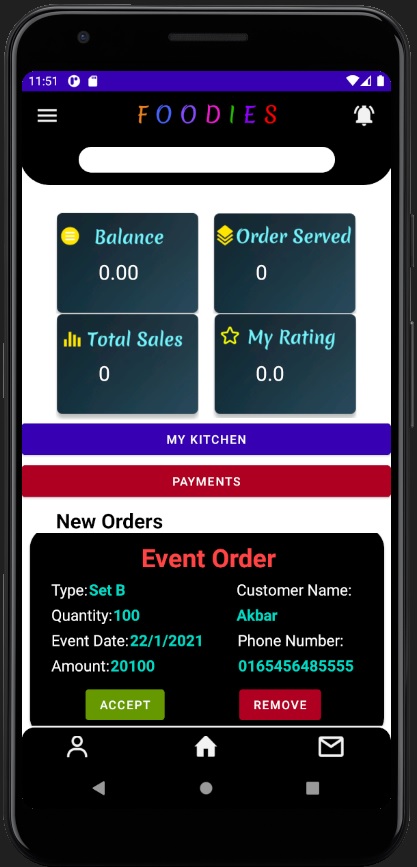 11:51
FOODIES
Balance
0.00
Order Served
0
Total Sales
0
My Rating
0.0
MY KITCHEN
PAYMENTS
New Orders
Event Order
Type:Set B
Customer Name:
Quantity:100
Akbar
Event Date:22/1/2021
Phone Number:
Amount:20100
0165456485555
ACCEPT
REMOVE